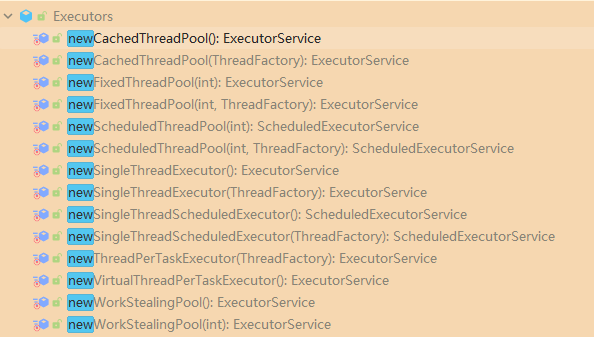 Executors
newCachedThreadPool(): ExecutorService
newCachedThreadPool(ThreadFactory): ExecutorService
newFixedThreadPool(int): ExecutorService
newFixedThreadPool(int, ThreadFactory): ExecutorService
newScheduledThreadPool(int): ScheduledExecutorService
newScheduledThreadPool(int, ThreadFactory): ScheduledExecutorService
newSingleThreadExecutor(): ExecutorService
newSingleThreadExecutor(ThreadFactory): ExecutorService
newSingleThreadScheduledExecutor(): ScheduledExecutorService
newSingleThreadScheduledExecutor(ThreadFactory): ScheduledExecutorService
newThreadPerTaskExecutor(ThreadFactory): ExecutorService
newVirtualThreadPerTaskExecutor(): ExecutorService
newWorkStealingPool(): ExecutorService
newWorkStealingPool(int): ExecutorService